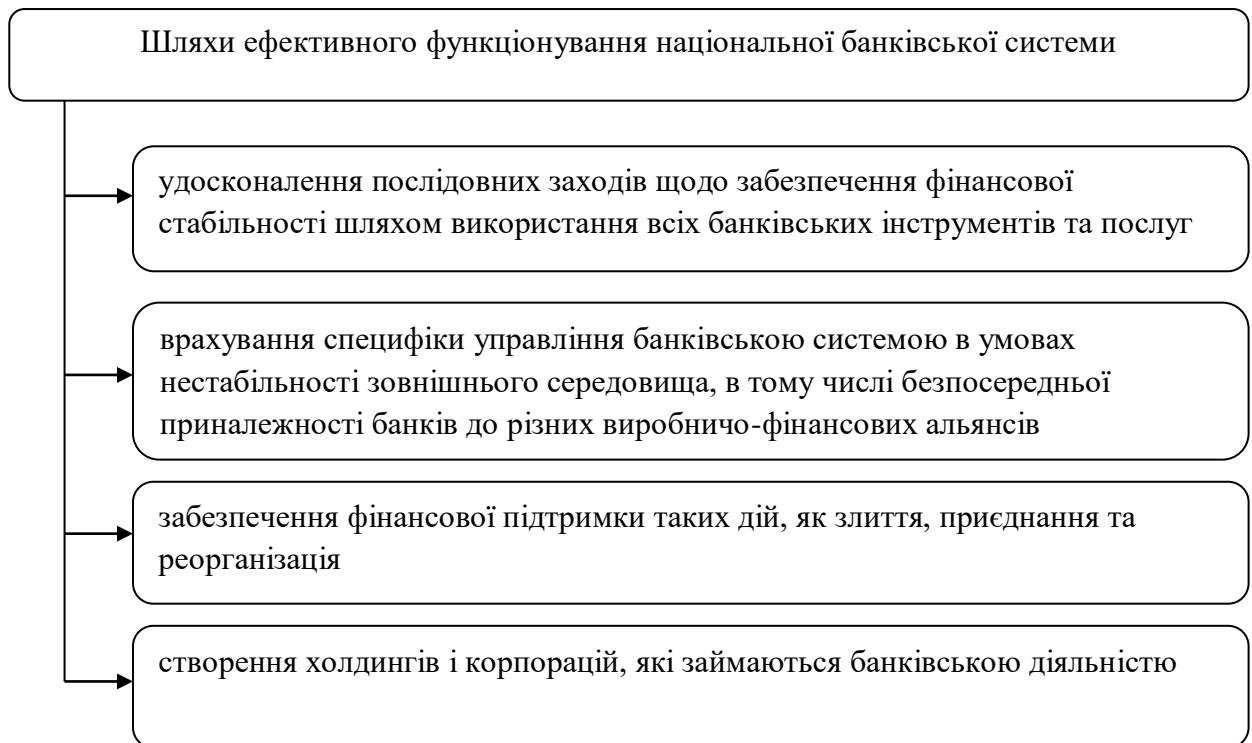 Шляхи ефективного функціонування національної банківської системи
удосконалення послідовних заходів щодо забезпечення фінансової
стабільності шляхом використання всіх банківських інструментів та послуг
врахування специфіки управління банківською системою в умовах
нестабільності зовнішнього середовища, в тому числі безпосередньої
приналежності банків до різних виробничо-фінансових альянсів
забезпечення фінансової підтримки таких дій, як злиття, приєднання та
реорганізація
створення холдингів і корпорацій, які займаються банківською діяльністю